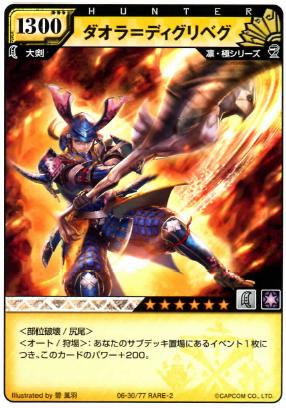 HUNTER
1300
ダオラ＝ディグリベグ
大剣
凛・極シリーズ
＜部位破壊 / 尻尾＞
＜オート / 狩場＞：あなたのサブデッキ置場にあるイベント1枚に
つき、このカードのパワー＋200。
Illustrated by 碧 風羽
06-30/77 RARE-2
©CAPCOM CO., LTD.